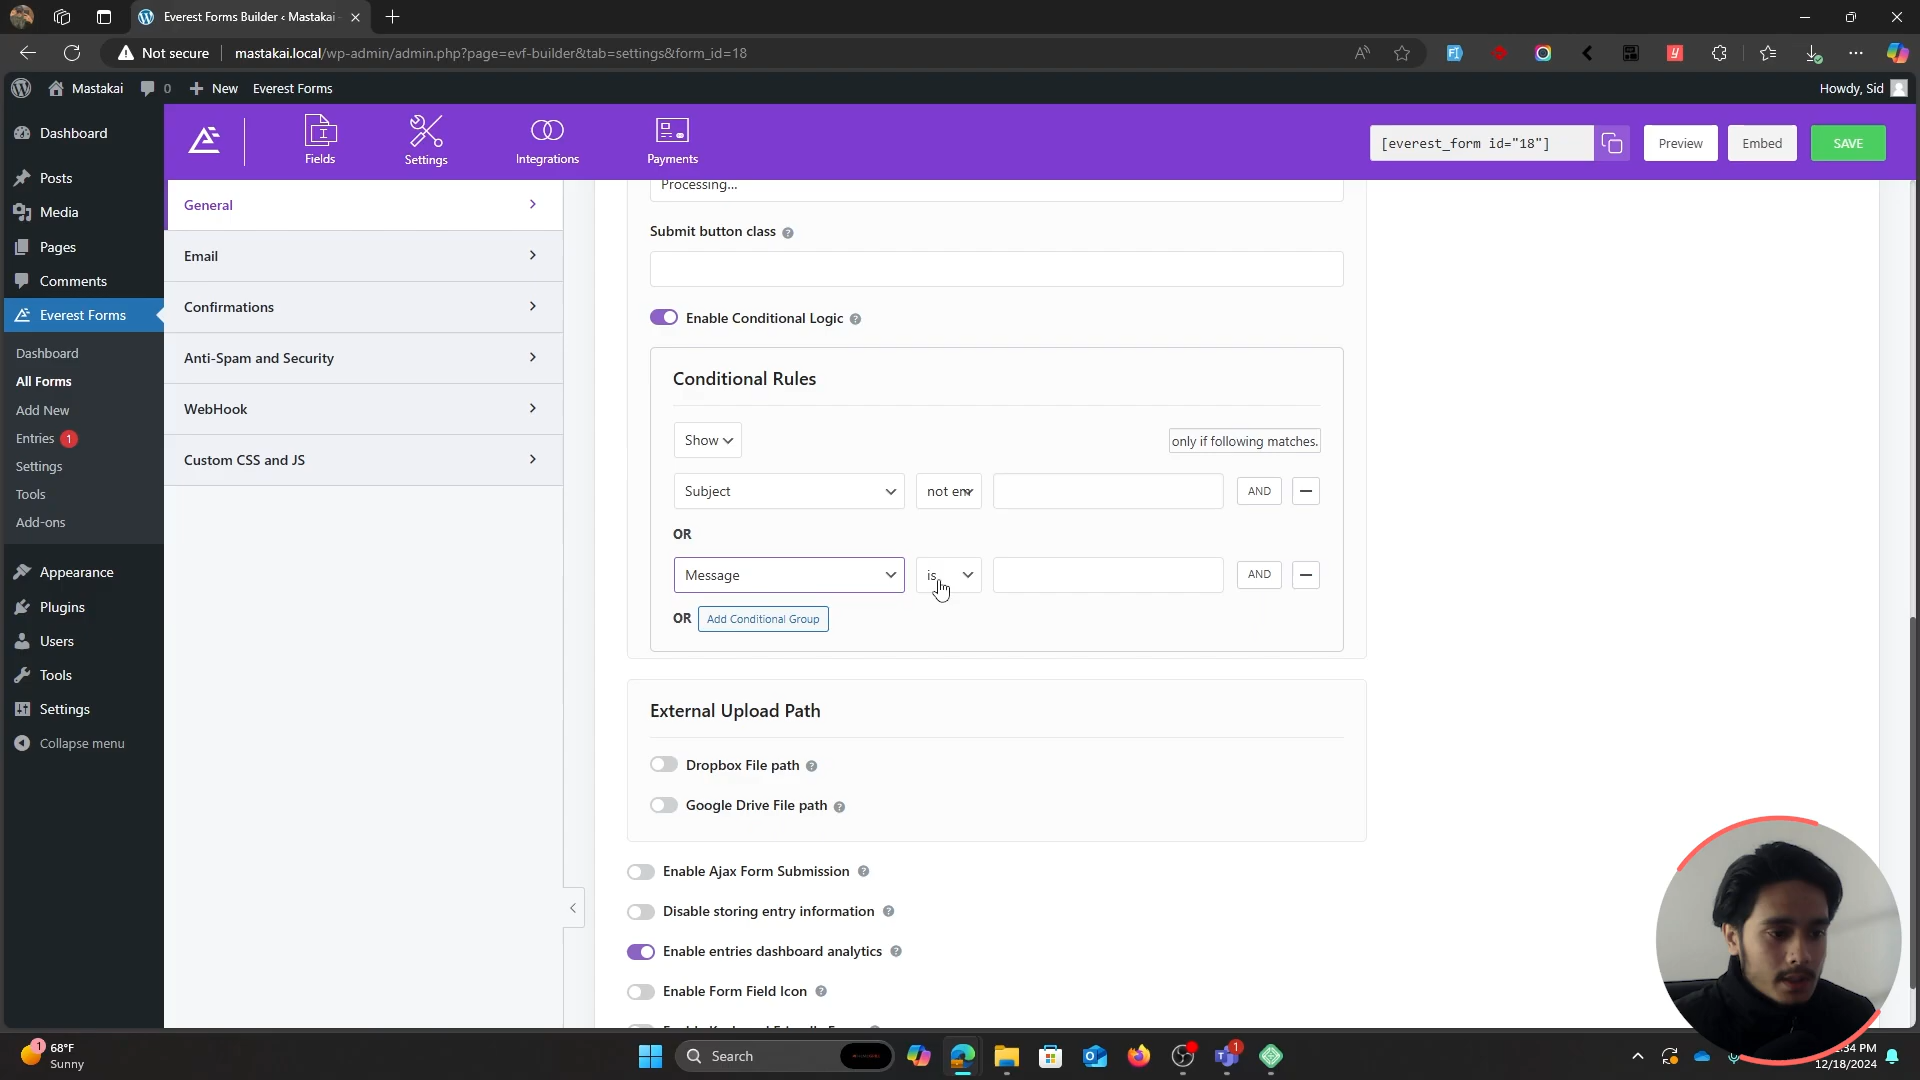 Everest Forms Builder ‹ Mastakai
Not secure
mastakai.local/wp-admin/admin.php?page=evf-builder&tab=settings&form_id=18
Mastakai
0
New
Everest Forms
Howdy, Sid
Dashboard
Posts
Media
Pages
Comments
Everest Forms
Dashboard
All Forms
Add New
Entries 1
Settings
Tools
Add-ons
Appearance
Plugins
Users
Tools
Settings
Collapse menu
Fields
Settings
Integrations
Payments
[everest_form id="18"]
Preview
Embed
SAVE
General
Email
Confirmations
Anti-Spam and Security
WebHook
Custom CSS and JS
Processing...
Submit button class
Enable Conditional Logic
Conditional Rules
Show
only if following matches.
Subject
not em
AND
OR
Message
is
AND
OR
Add Conditional Group
External Upload Path
Dropbox File path
Google Drive File path
Enable Ajax Form Submission
Disable storing entry information
Enable entries dashboard analytics
Enable Form Field Icon
1
68°F
Sunny
Search
1
:34 PM
12/18/2024